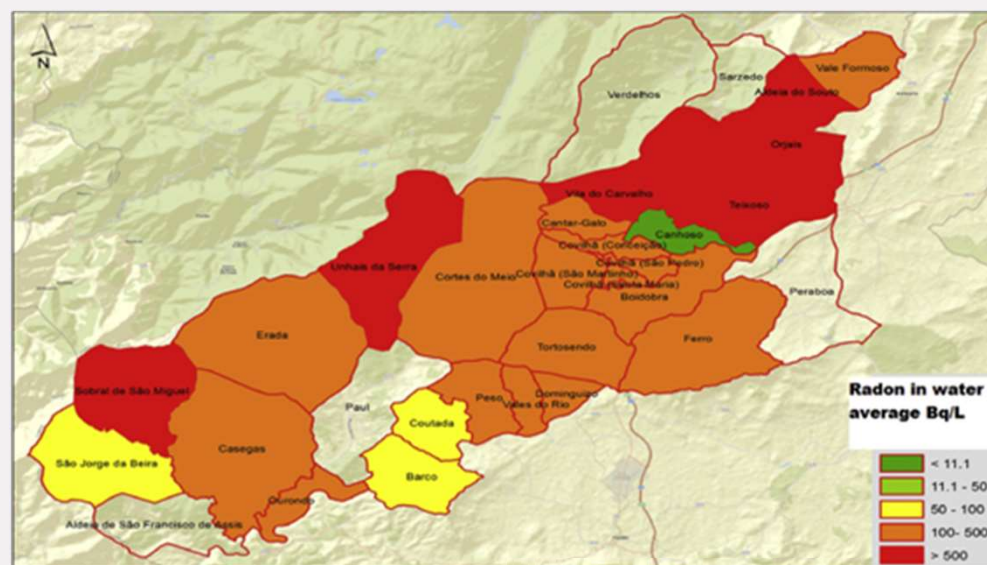 N
Vale Formoso
Sarzedo
Aldeia do Souto
Verdelhos
Orjais
Vila do Carvalho
Teixoso
Cantar-Galo
Canhoso
Covilhã (Conceição)
Covilhã (São Pedro)
Unhais da Serra
Cortes do Meio
Covilhã (São Martinho)
Covilhã (Santa Maria)
Peraboa
Boidobra
Erada
Ferro
Tortosendo
Sobral de São Miguel
Peso
Dominguizo
Vales do Rio
Paul
Coutada
Casegas
São Jorge da Beira
Barco
Ourondo
Aldeia de São Francisco de Assis
Radon in water
average Bq/L
< 11.1
11.1 - 50
50 - 100
100- 500
> 500